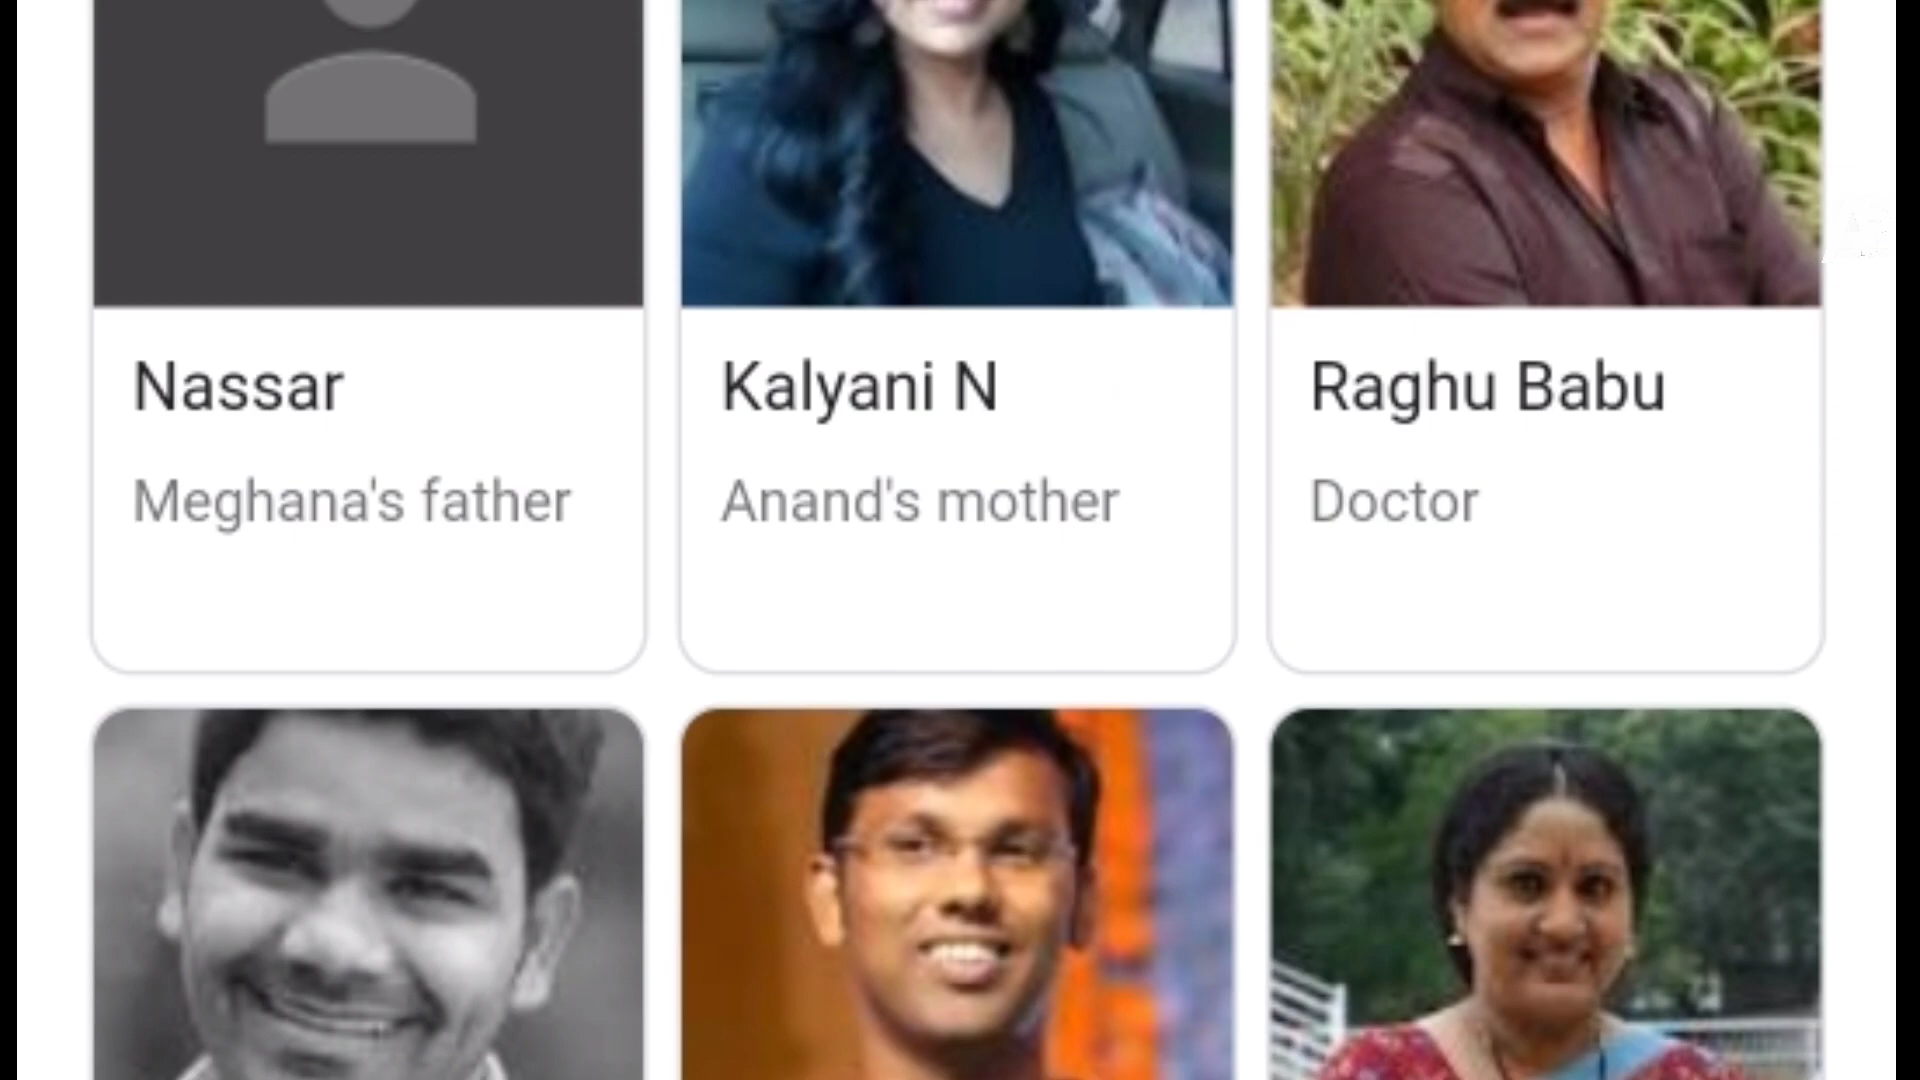 Nassar
Meghana's father
Kalyani N
Anand's mother
Raghu Babu
Doctor